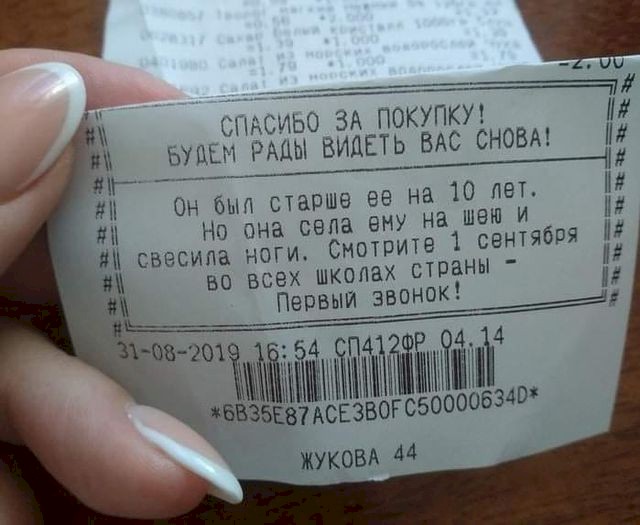 -2.00
СПАСИБО ЗА ПОКУПКУ!
БУДЕМ РАДЫ ВИДЕТЬ ВАС СНОВА!
Он был старше ее на 10 лет.
Но она села ему на шею и
свесила ноги. Смотрите 1 сентября
во всех школах страны -
Первый звонок!
31-08-2019 16:54 СП412ФР 04.14
*6B35E87ACE3B0FC50000634D*
ЖУКОВА 44